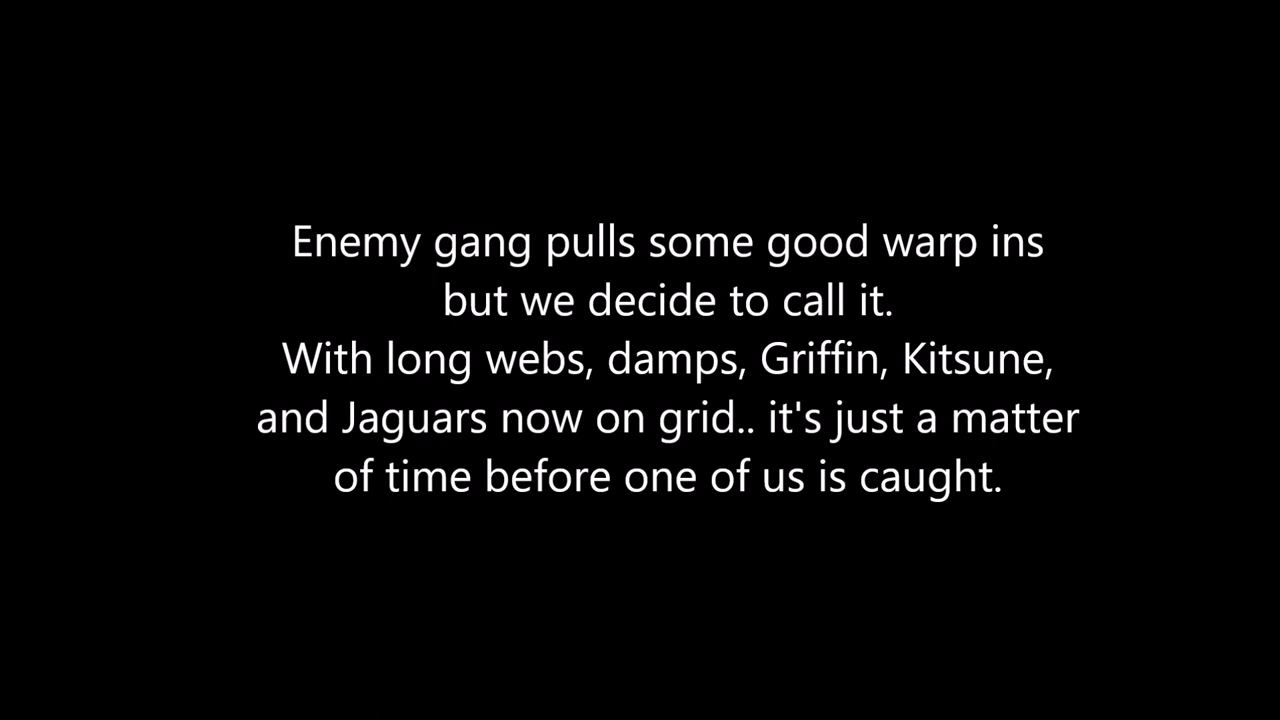 Enemy gang pulls some good warp ins
but we decide to call it.
With long webs, damps, Griffin, Kitsune,
and Jaguars now on grid.. it's just a matter
of time before one of us is caught.